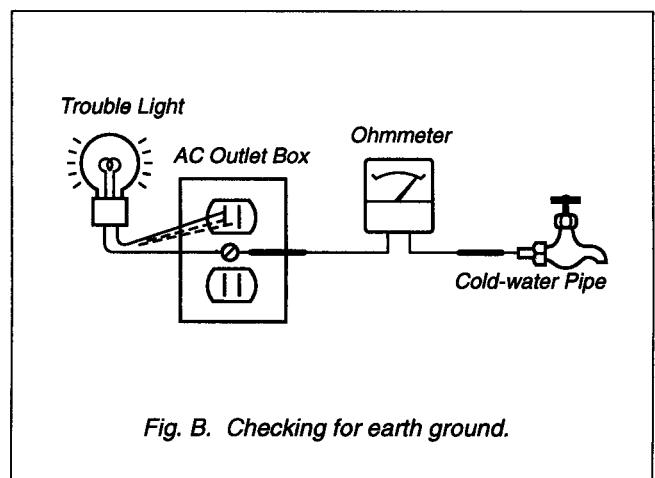 Trouble Light
AC Outlet Box
Ohmmeter
Cold-water Pipe
Fig. B. Checking for earth ground.